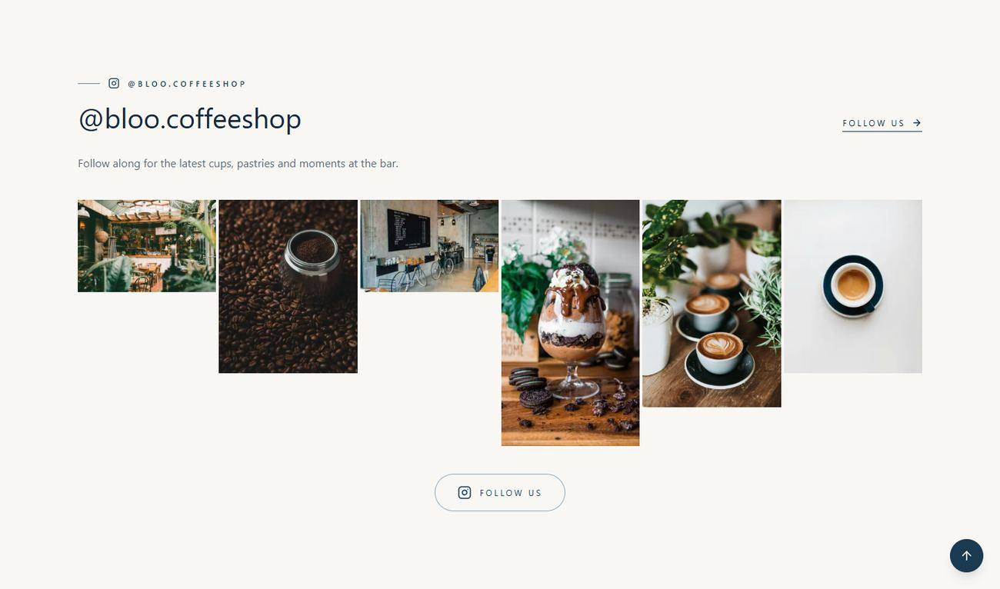 @BLOO.COFFEESHOP
@bloo.coffeeshop
FOLLOW US
Follow along for the latest cups, pastries and moments at the bar.
HOME
FOLLOW US